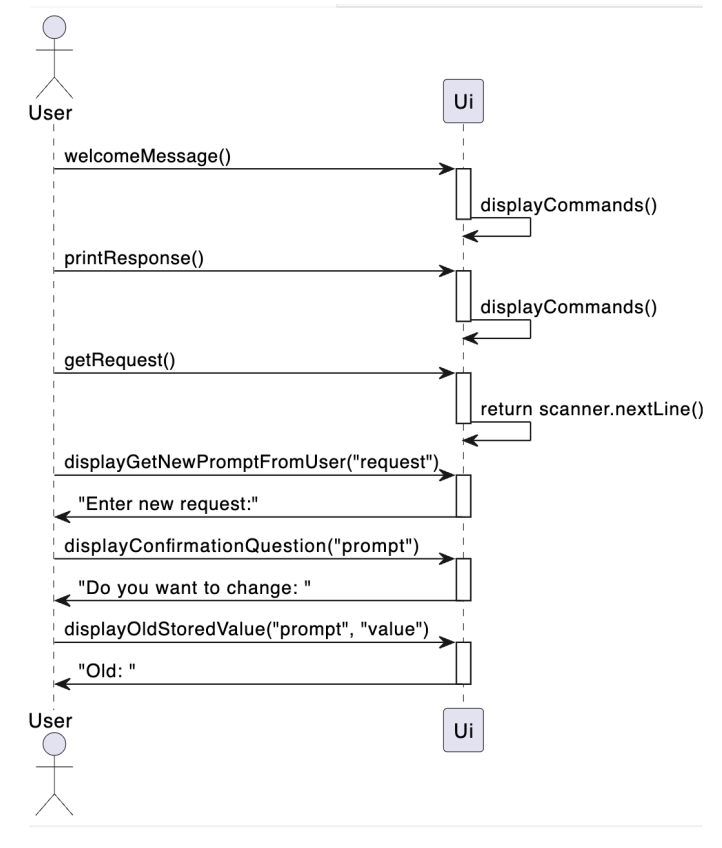 User
Ui
welcomeMessage()
displayCommands()
printResponse()
displayCommands()
getRequest()
return scanner.nextLine()
displayGetNewPromptFromUser("request")
"Enter new request:"
displayConfirmationQuestion("prompt")
"Do you want to change: "
displayOldStoredValue("prompt", "value")
"Old: "
User
Ui